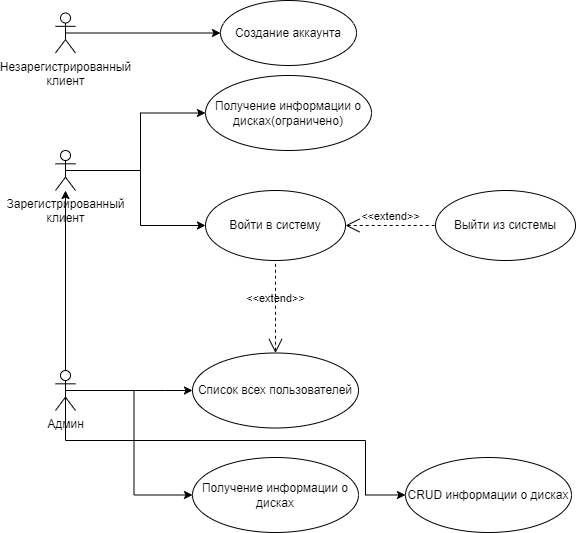 Создание аккаунта
Незарегистрированный
клиент
Получение информации о
дисках(ограничено)
Зарегистрированный
клиент
Войти в систему
<<extend>>
Выйти из системы
<<extend>>
Список всех пользователей
Админ
Получение информации о
дисках
CRUD информации о дисках